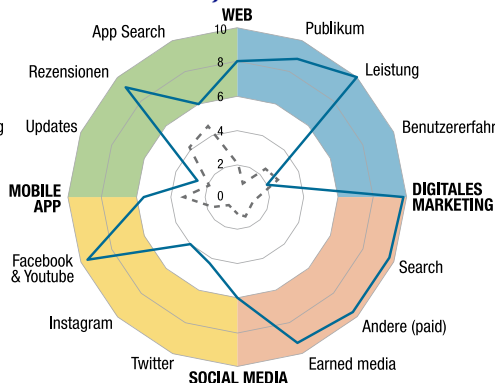 WEB
Publikum
App Search
Leistung
Rezensionen
Updates
MOBILE
APP
DIGITALES
MARKETING
Facebook
& Youtube
Search
Instagram
Andere (paid)
Twitter
Earned media
SOCIAL MEDIA
10
8
6
4
2
0